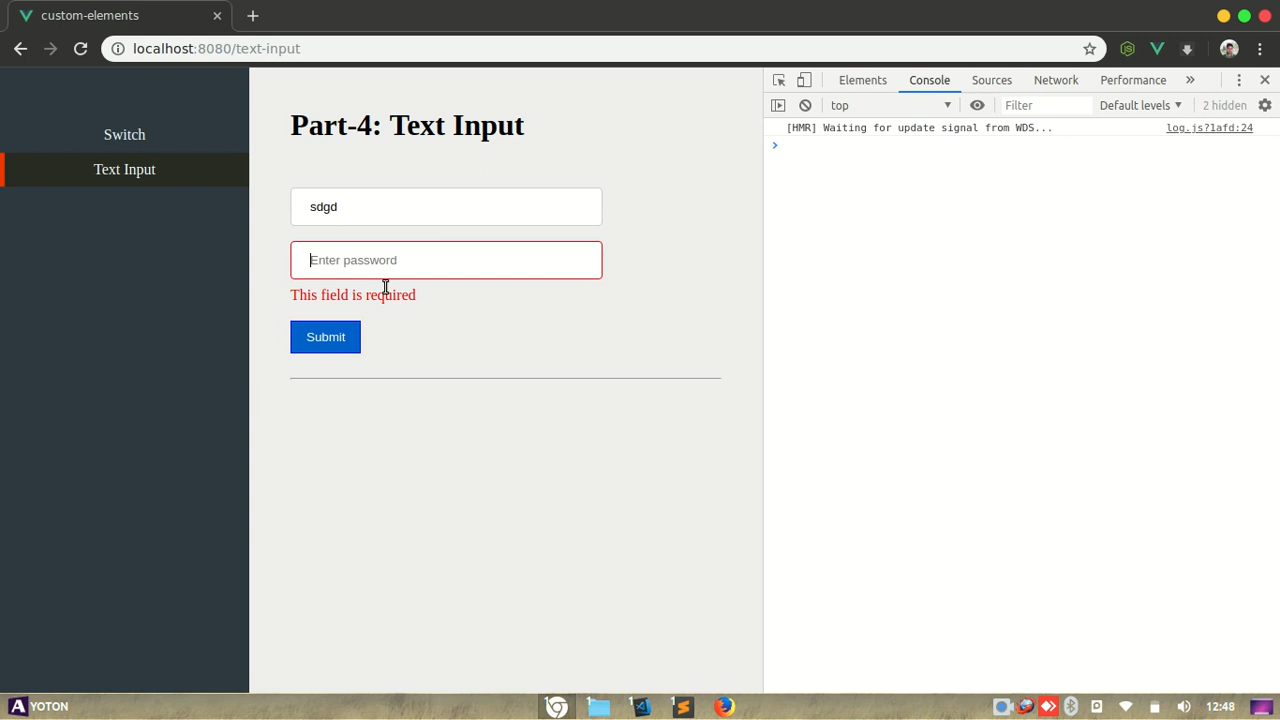 custom-elements
localhost:8080/text-input
Elements Console Sources Network Performance
top Filter Default levels 2 hidden
[HMR] Waiting for update signal from WDS... log.js?1afd:24
Switch
Text Input
Part-4: Text Input
sdgd
Enter password
This field is required
Submit
A YOTON
12:48